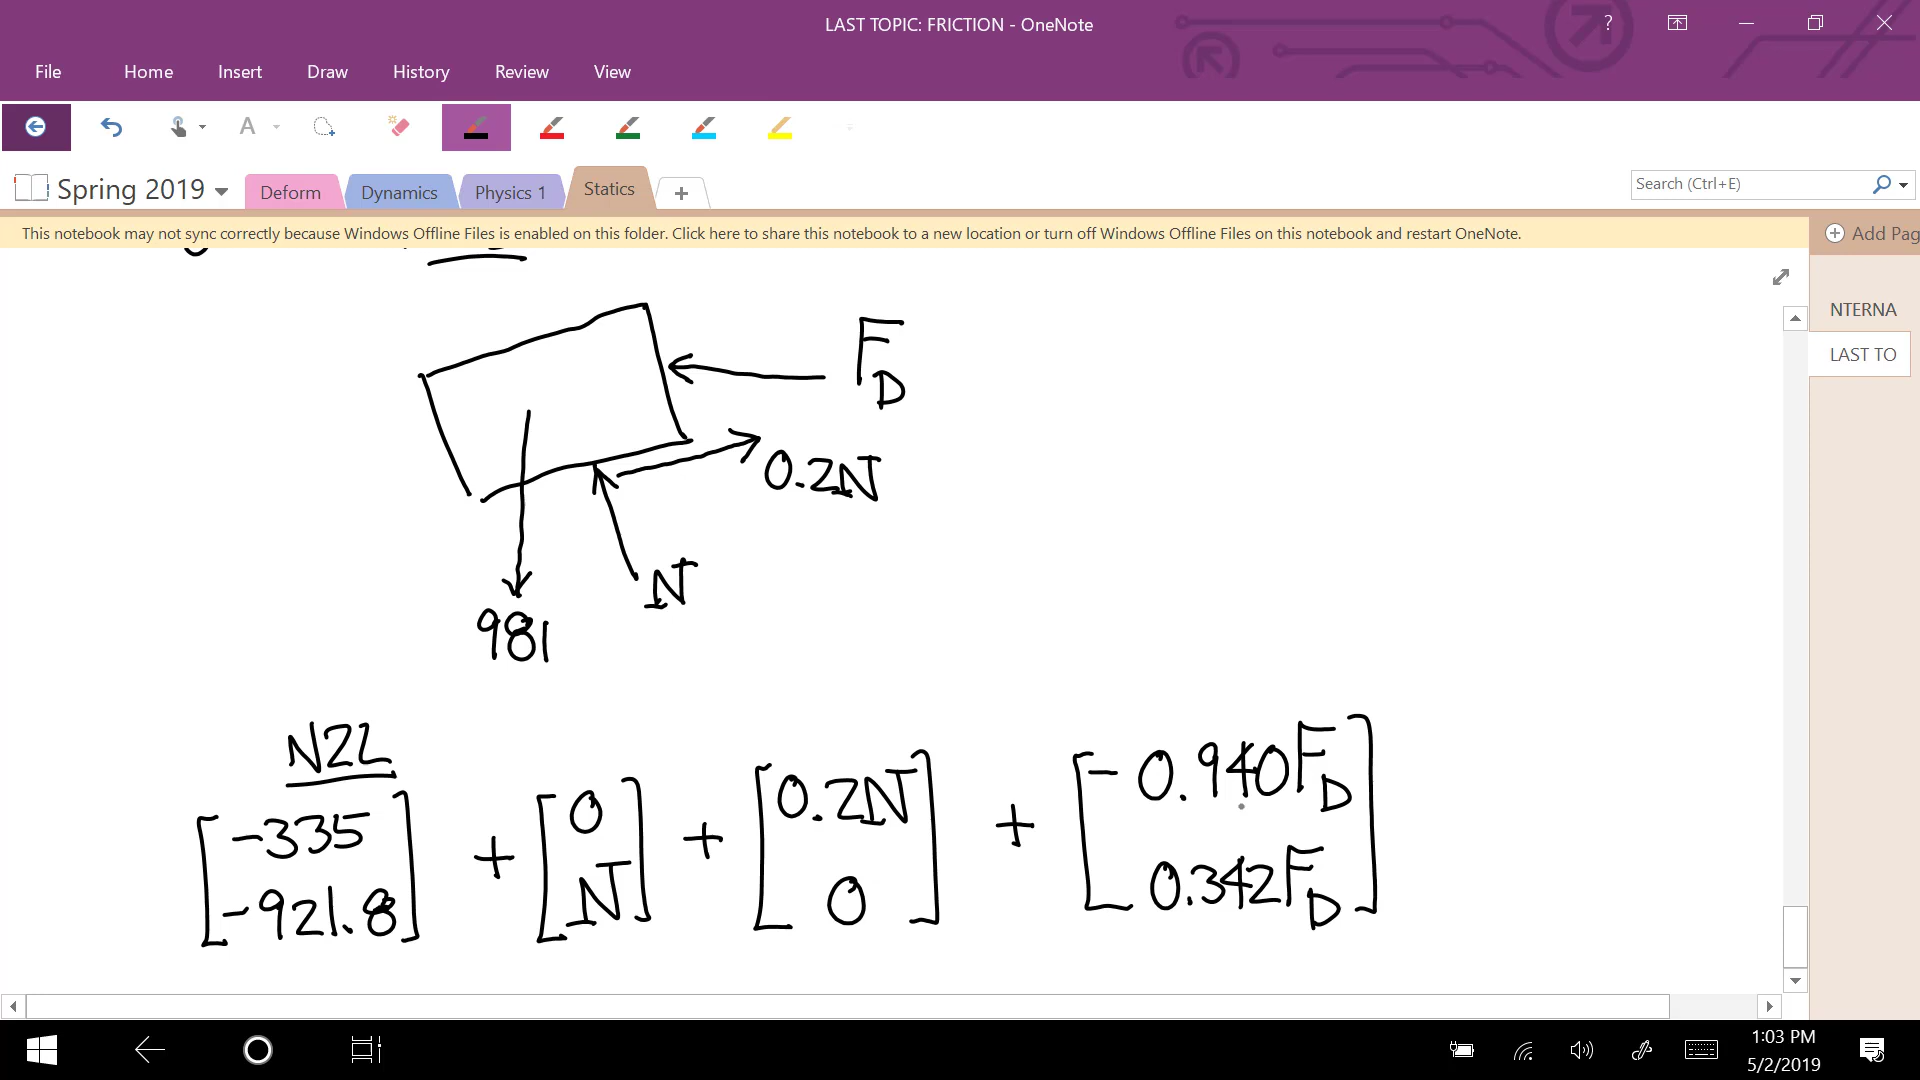 LAST TOPIC: FRICTION - OneNote
?
File Home Insert Draw History Review View
A
Spring 2019 Deform Dynamics Physics 1 Statics +
Search (Ctrl+E)
This notebook may not sync correctly because Windows Offline Files is enabled on this folder. Click here to share this notebook to a new location or turn off Windows Offline Files on this notebook and restart OneNote.
Add Pag
NTERNA
LAST TO
F_D
0.2N
N
981
N2L
[-335 -921.8] + [0 N] + [0.2N 0] + [-0.940F_D 0.342F_D]
1:03 PM
5/2/2019